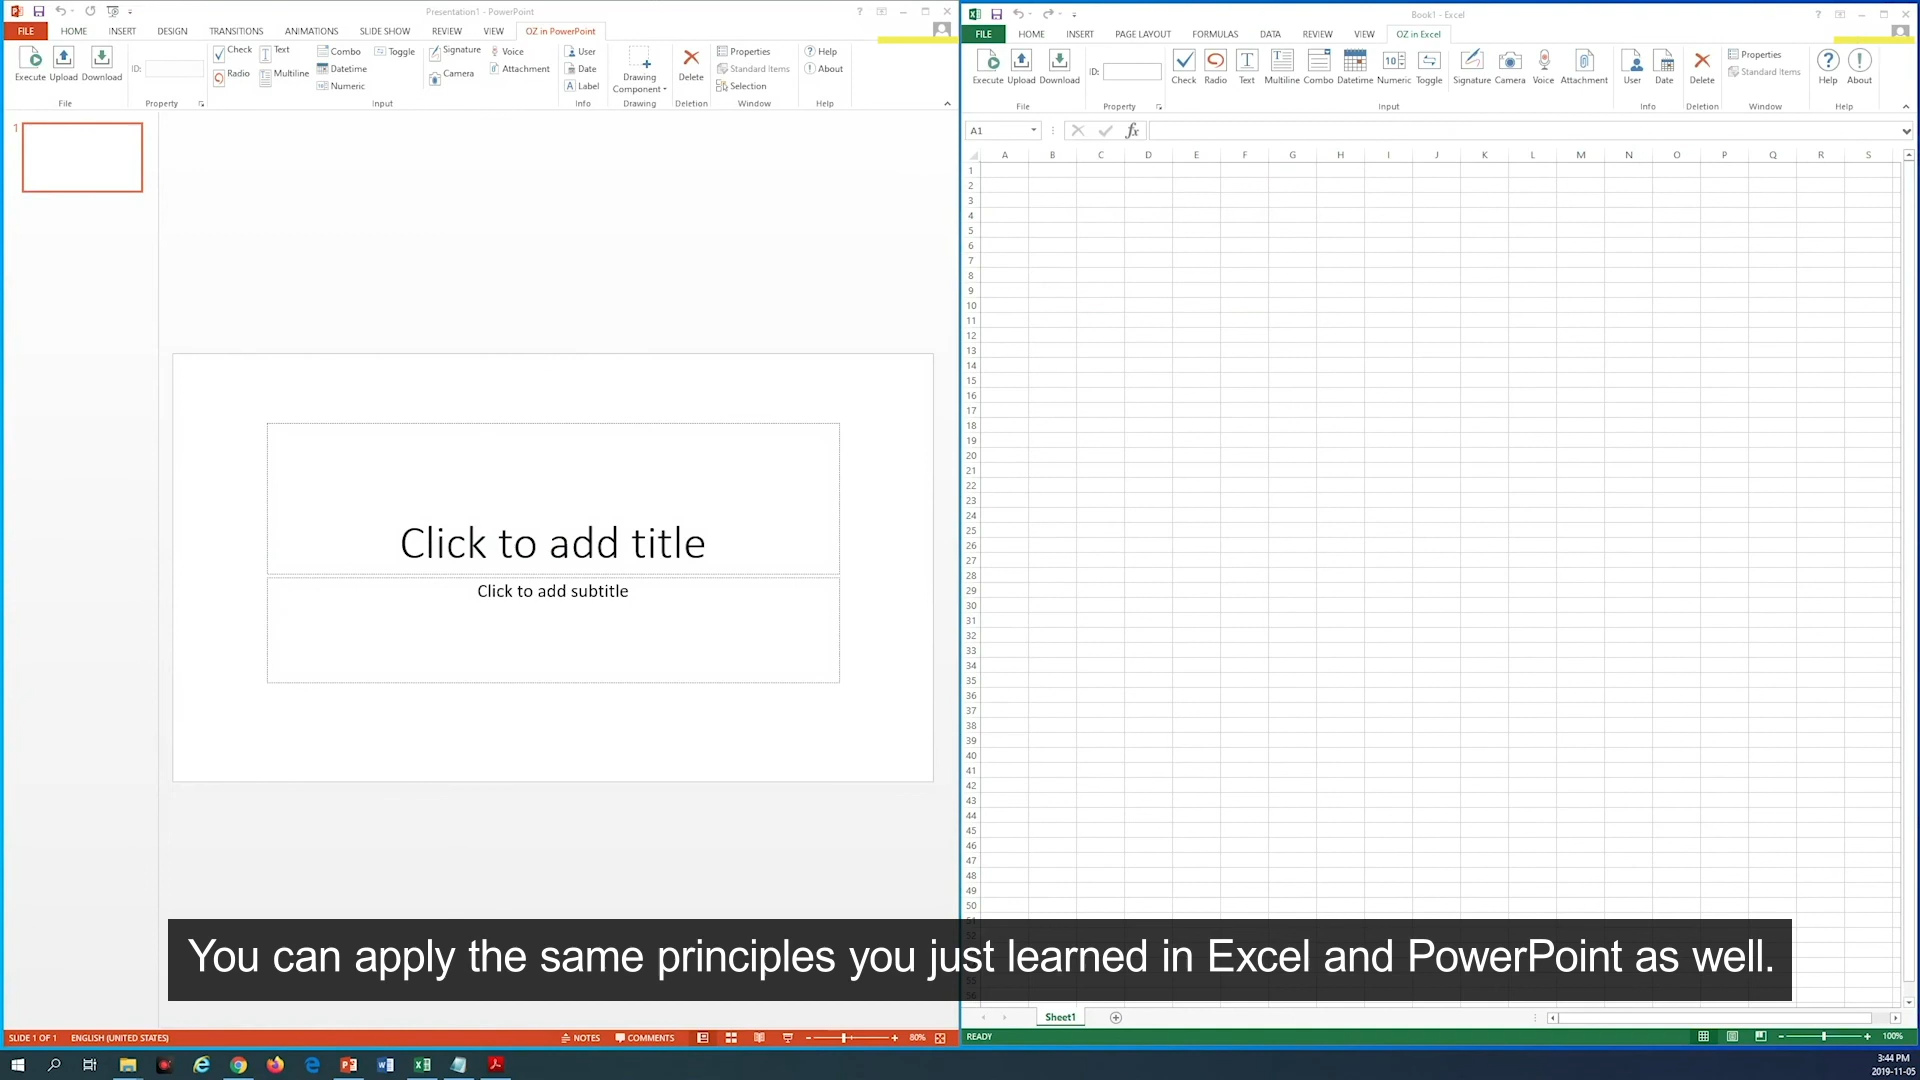 Presentation1 - PowerPoint
FILE HOME INSERT DESIGN TRANSITIONS ANIMATIONS SLIDE SHOW REVIEW VIEW OZ in PowerPoint
Check Text Combo Toggle Signature Voice User Properties Help
Execute Upload Download ID: Radio Multiline Datetime Camera Attachment Date Drawing Component Delete Standard Items About
Numeric Label Selection
File Property Input Info Drawing Deletion Window Help
1
Click to add title
Click to add subtitle
SLIDE 1 OF 1 ENGLISH (UNITED STATES) NOTES COMMENTS 80%
Book1 - Excel
FILE HOME INSERT PAGE LAYOUT FORMULAS DATA REVIEW VIEW OZ in Excel
Execute Upload Download ID: Check Radio Text Multiline Combo Datetime Numeric Toggle Signature Camera Voice Attachment User Date Delete Properties Standard Items Help About
File Property Input Info Deletion Window Help
A1 fx
A B C D E F G H I J K L M N O P Q R S
1
2
3
4
5
6
7
8
9
10
11
12
13
14
15
16
17
18
19
20
21
22
23
24
25
26
27
28
29
30
31
32
33
34
35
36
37
38
39
40
41
42
43
44
45
46
47
48
49
50
You can apply the same principles you just learned in Excel and PowerPoint as well.
Sheet1
READY 100%
3:44 PM
2019-11-05